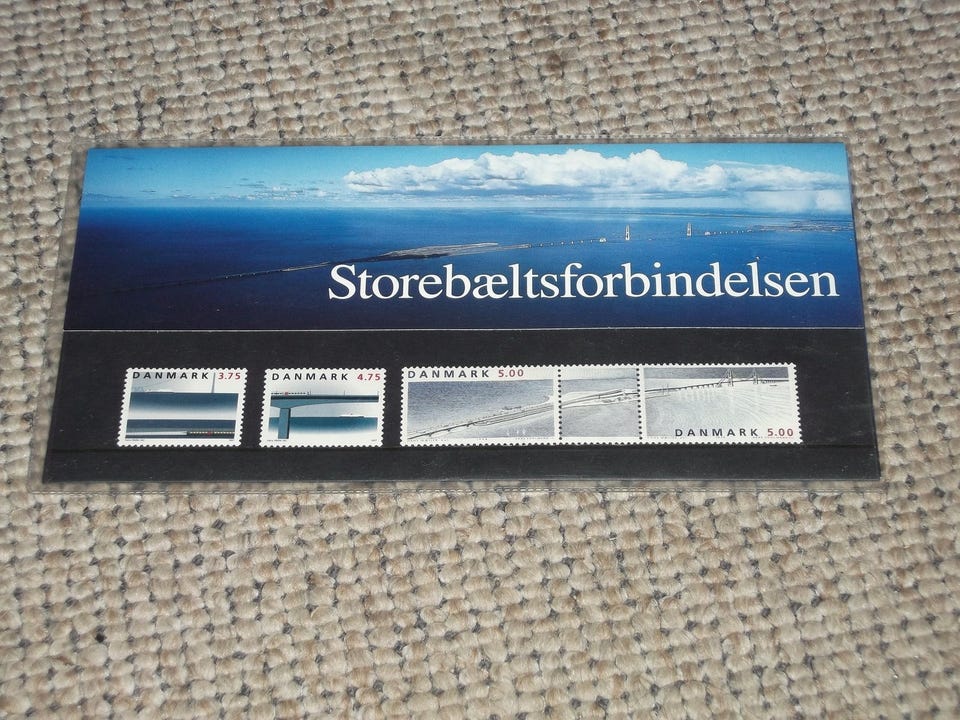 Storebæltsforbindelsen
DANMARK 3.75
DANMARK 4.75
DANMARK 5.00
DANMARK 5.00